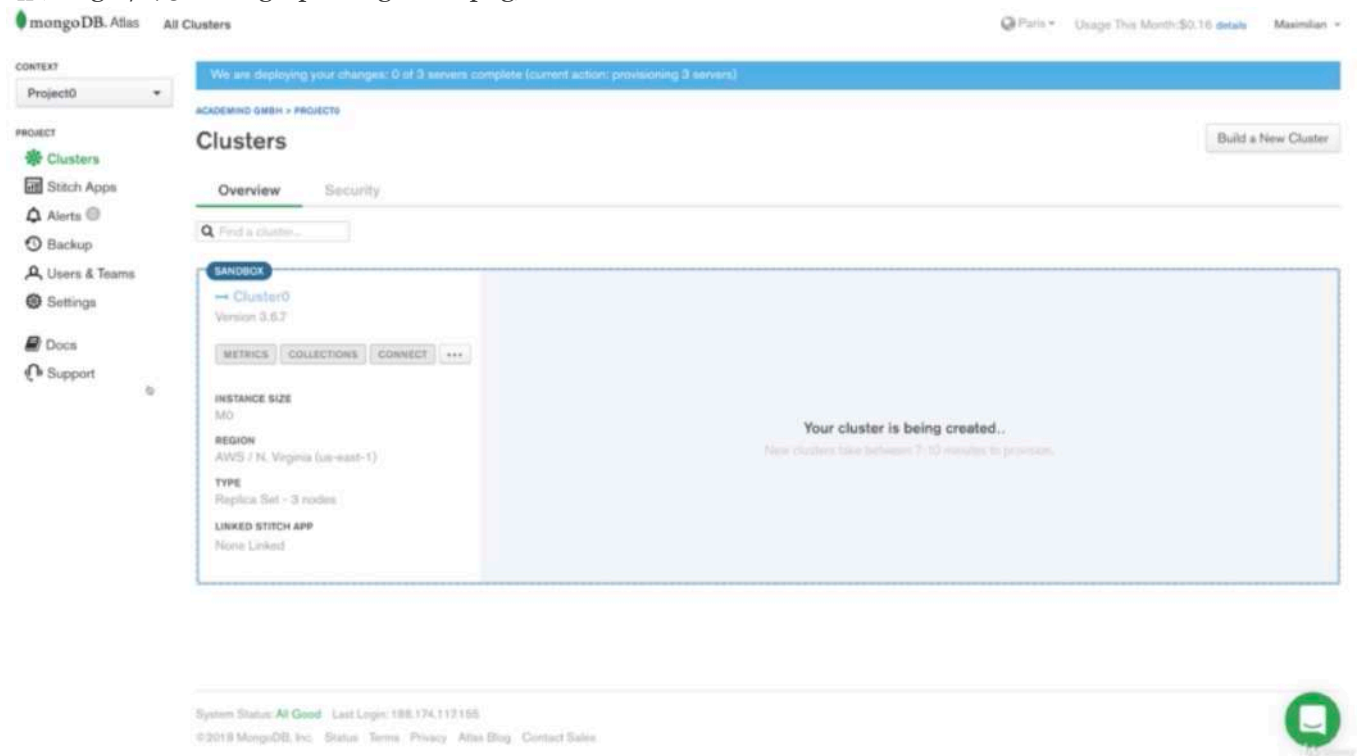 mongoDB. Atlas All Clusters Paris Usage This Month:$0.16 details Maximilian
CONTEXT
Project0
We are deploying your changes: 0 of 3 servers complete (current action: provisioning 3 servers)
ACADEMIND GMBH > PROJECT0
PROJECT
Clusters
Build a New Cluster
Clusters
Stitch Apps
Overview Security
Alerts
Find a cluster...
Backup
Users & Teams
SANDBOX
Settings
Cluster0
Version 3.6.7
Docs
METRICS COLLECTIONS CONNECT ...
Support
INSTANCE SIZE
M0
Your cluster is being created..
REGION
New clusters take between 7-10 minutes to provision.
AWS / N. Virginia (us-east-1)
TYPE
Replica Set - 3 nodes
LINKED STITCH APP
None Linked
System Status: All Good Last Login: 188.174.117.155
©2018 MongoDB, Inc. Status Terms Privacy Atlas Blog Contact Sales